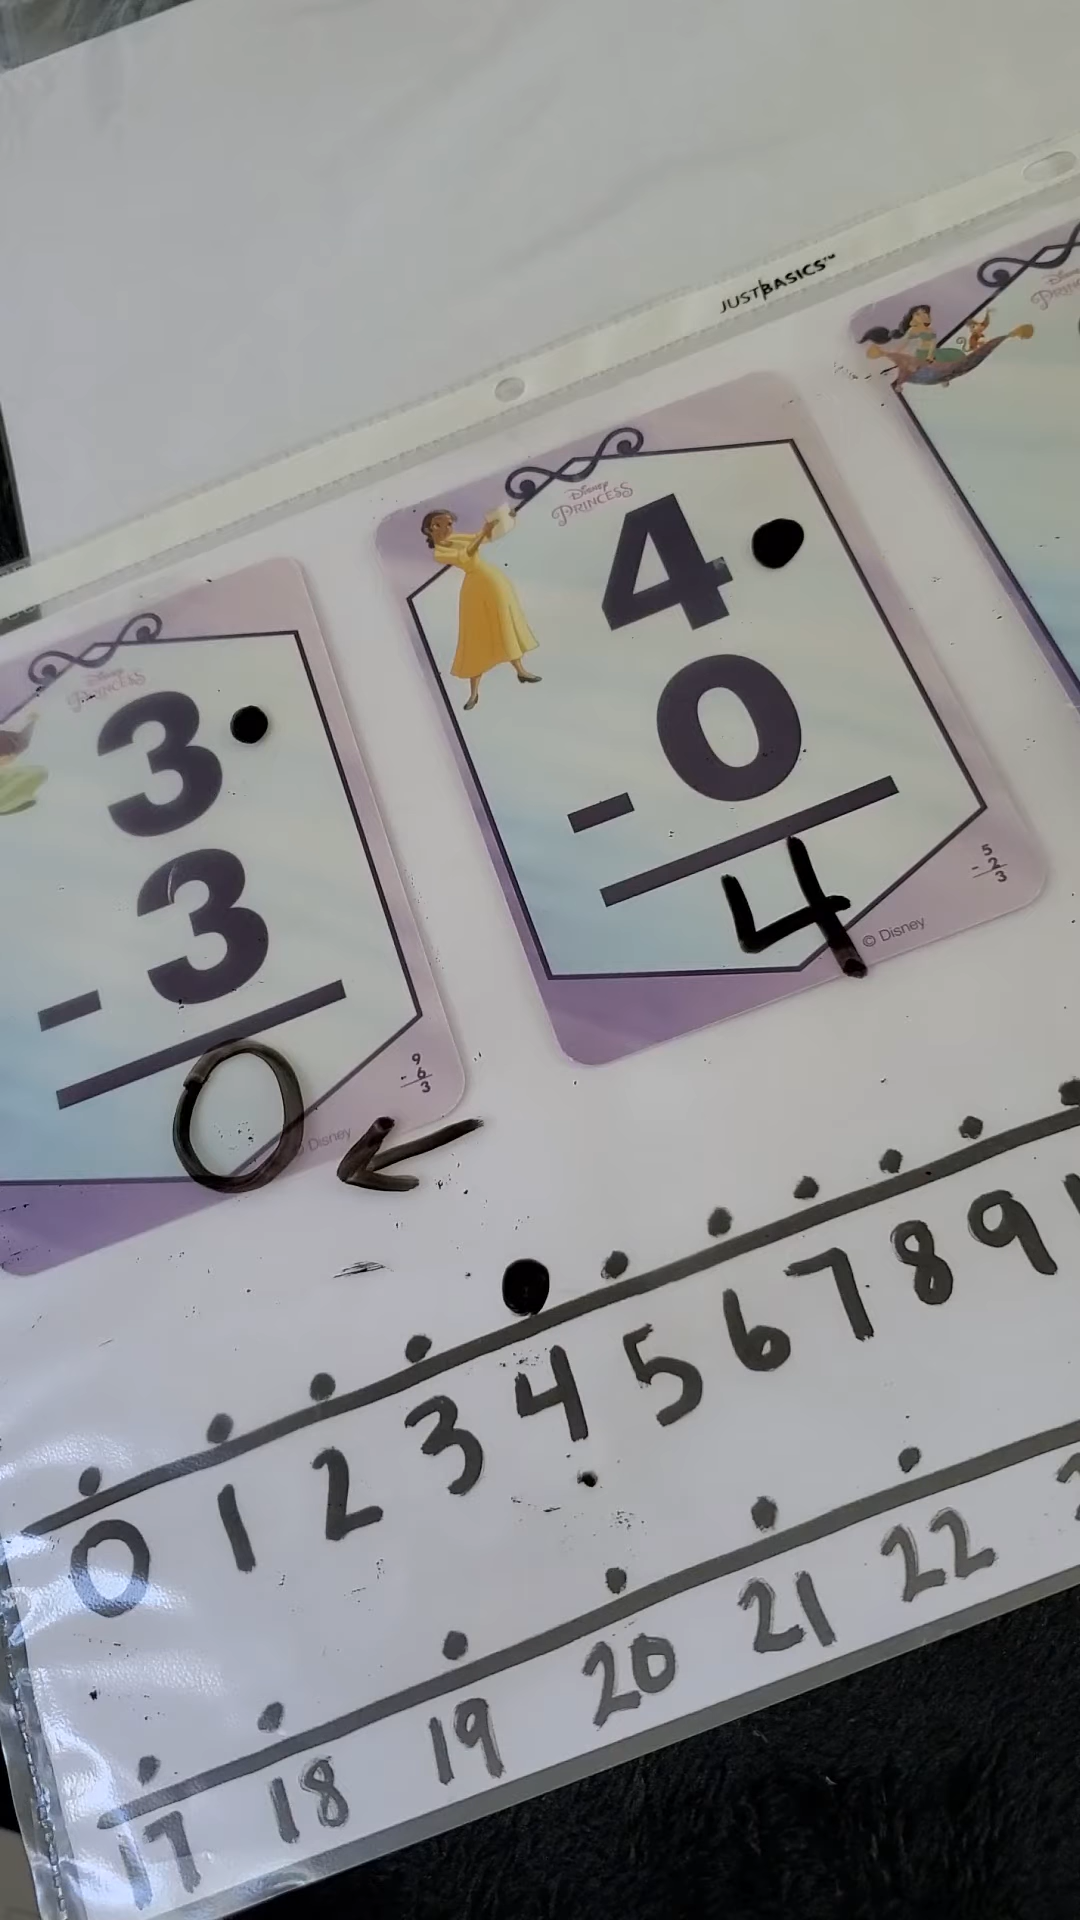 JUSTBASICS™
Disney
PRINCESS
3
- 3
0
9
- 6
3
Disney
Disney
PRINCESS
4
- 0
4
5
- 2
3
© Disney
0 1 2 3 4 5 6 7 8 9
17 18 19 20 21 22